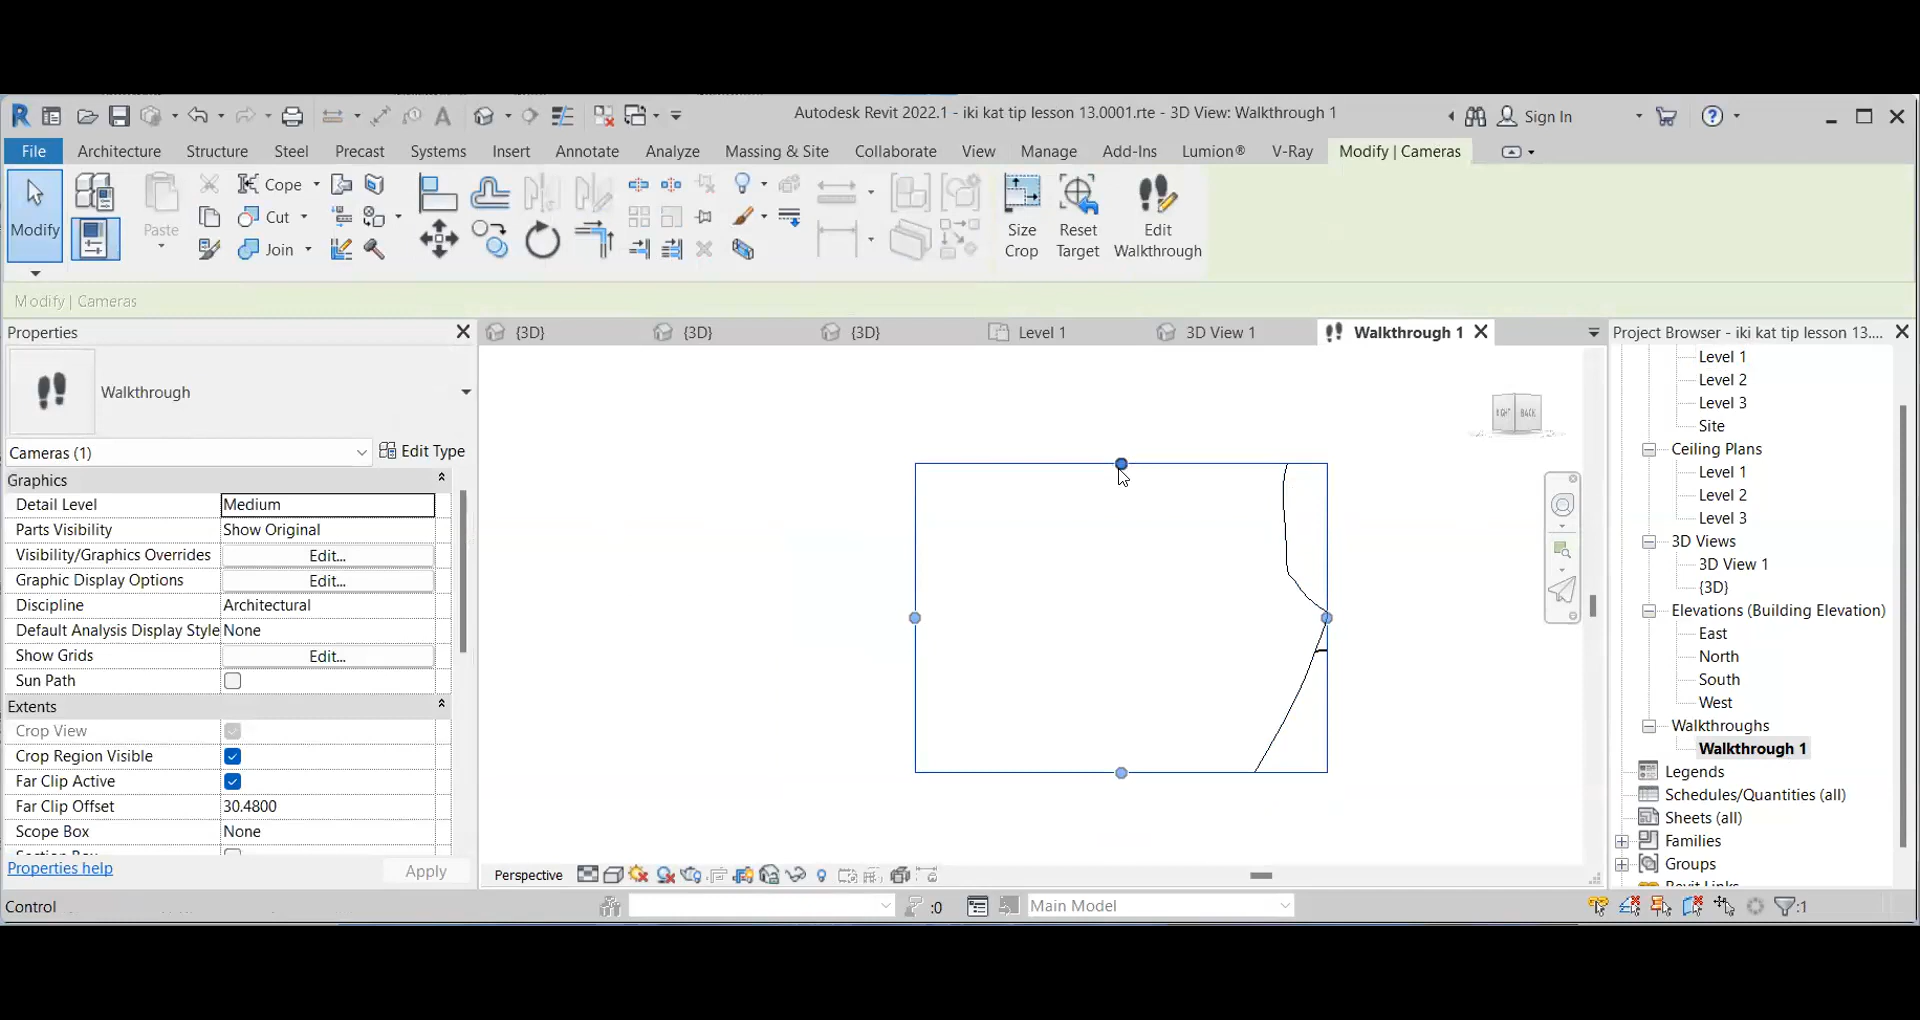 Autodesk Revit 2022.1 - iki kat tip lesson 13.0001.rte - 3D View: Walkthrough 1
Sign In
File Architecture Structure Steel Precast Systems Insert Annotate Analyze Massing & Site Collaborate View Manage Add-Ins Lumion® V-Ray Modify | Cameras
Modify
Paste
Cope
Cut
Join
Size Crop
Reset Target
Edit Walkthrough
Modify | Cameras
Properties
Walkthrough
Cameras (1)
Edit Type
Graphics
Detail Level Medium
Parts Visibility Show Original
Visibility/Graphics Overrides Edit...
Graphic Display Options Edit...
Discipline Architectural
Default Analysis Display Style None
Show Grids Edit...
Sun Path
Extents
Crop View
Crop Region Visible
Far Clip Active
Far Clip Offset 30.4800
Scope Box None
Properties help
Apply
{3D} {3D} {3D} Level 1 3D View 1 Walkthrough 1
BACK
Perspective
Project Browser - iki kat tip lesson 13....
Level 1
Level 2
Level 3
Site
Ceiling Plans
Level 1
Level 2
Level 3
3D Views
3D View 1
{3D}
Elevations (Building Elevation)
East
North
South
West
Walkthroughs
Walkthrough 1
Legends
Schedules/Quantities (all)
Sheets (all)
Families
Groups
Control
:0
Main Model
:1